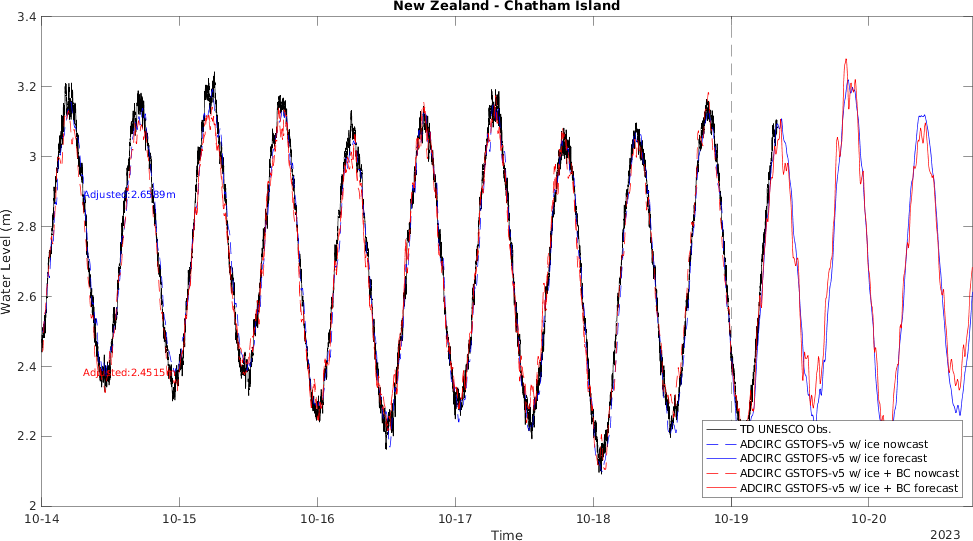 New Zealand - Chatham Island
3.4
3.2
3
2.8
2.6
2.4
2.2
2
Water Level (m)
Adjusted:2.6589m
Adjusted:2.4515
TD UNESCO Obs.
ADCIRC GSTOFS-v5 w/ ice nowcast
ADCIRC GSTOFS-v5 w/ ice forecast
ADCIRC GSTOFS-v5 w/ ice + BC nowcast
ADCIRC GSTOFS-v5 w/ ice + BC forecast
10-14
10-15
10-16
10-17
10-18
10-19
10-20
Time
2023